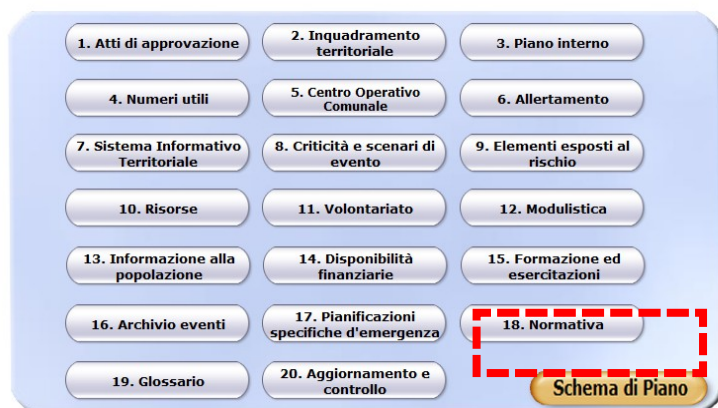 1. Atti di approvazione
2. Inquadramento
territoriale
3. Piano interno
4. Numeri utili
5. Centro Operativo
Comunale
6. Allertamento
7. Sistema Informativo
Territoriale
8. Criticità e scenari di
evento
9. Elementi esposti al
rischio
10. Risorse
11. Volontariato
12. Modulistica
13. Informazione alla
popolazione
14. Disponibilità
finanziarie
15. Formazione ed
esercitazioni
16. Archivio eventi
17. Pianificazioni
specifiche d'emergenza
18. Normativa
19. Glossario
20. Aggiornamento e
controllo
Schema di Piano